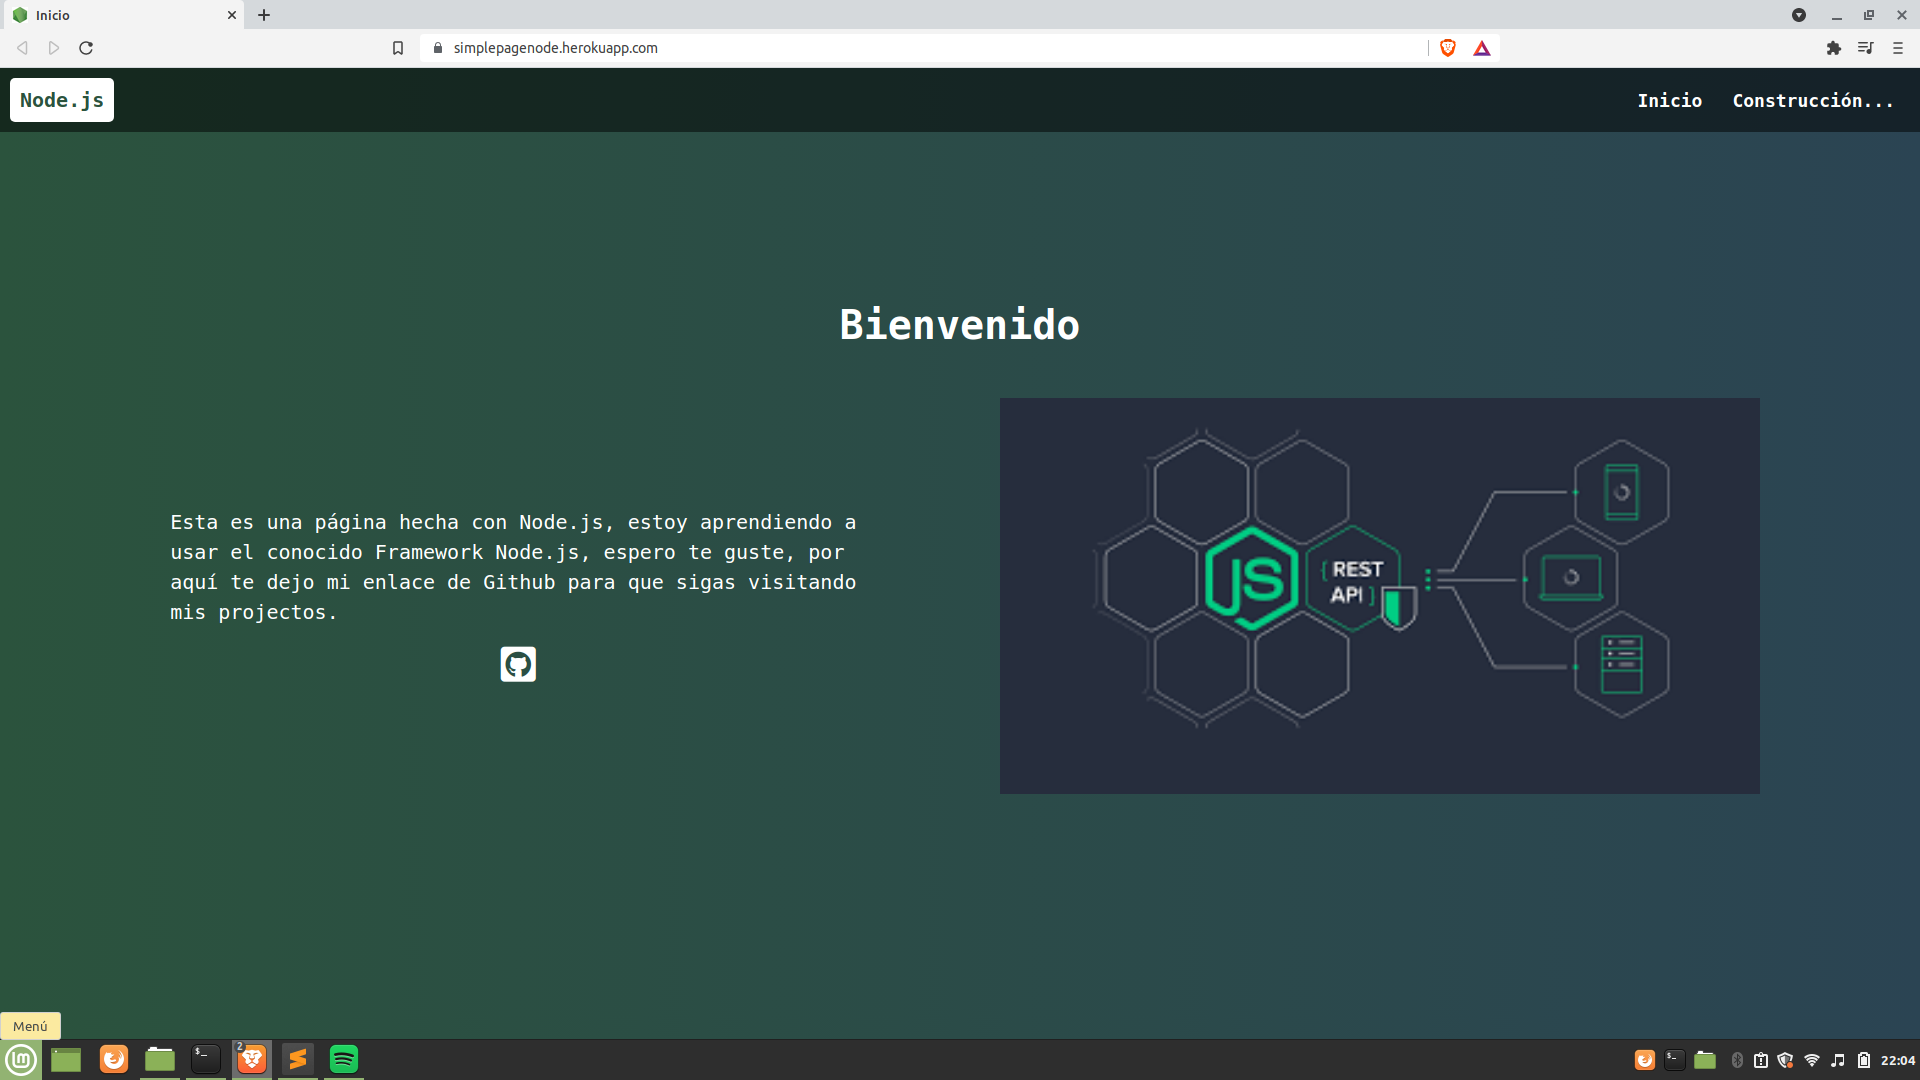 Inicio
simplepagenode.herokuapp.com
Node.js
Inicio
Construcción...
Bienvenido
Esta es una página hecha con Node.js, estoy aprendiendo a
usar el conocido Framework Node.js, espero te guste, por
aquí te dejo mi enlace de Github para que sigas visitando
mis projectos.
JS
{ REST
API }
Menú
$_
2
$_
22:04